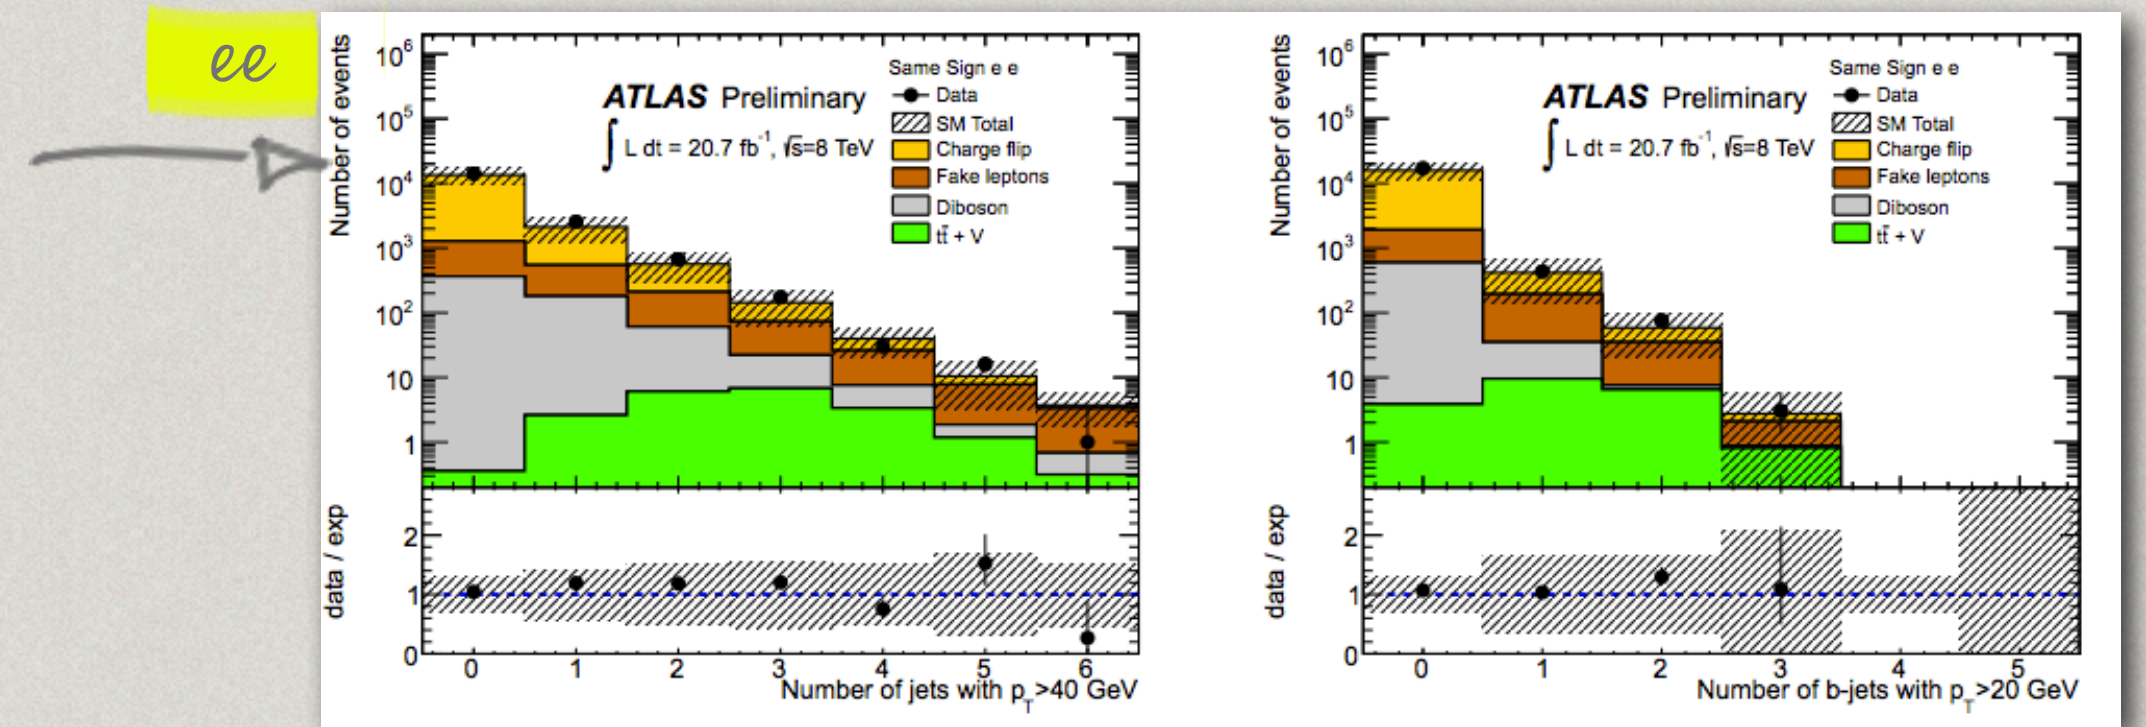 ee
Number of events
10^6
10^5
10^4
10^3
10^2
10
1
ATLAS Preliminary
∫ L dt = 20.7 fb^-1, √s=8 TeV
Same Sign e e
Data
SM Total
Charge flip
Fake leptons
Diboson
tt̄ + V
data / exp
2
1
0
0 1 2 3 4 5 6
Number of jets with p_T>40 GeV
Number of events
10^6
10^5
10^4
10^3
10^2
10
1
ATLAS Preliminary
∫ L dt = 20.7 fb^-1, √s=8 TeV
Same Sign e e
Data
SM Total
Charge flip
Fake leptons
Diboson
tt̄ + V
data / exp
2
1
0
0 1 2 3 4 5
Number of b-jets with p_T>20 GeV